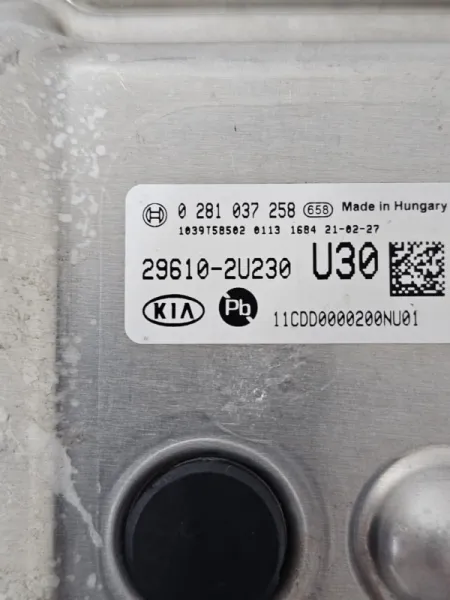 0 281 037 258 658 Made in Hungary
1039T58502 0113 1684 21-02-27
29610-2U230 U30
KIA Pb 11CDD0000200NU01